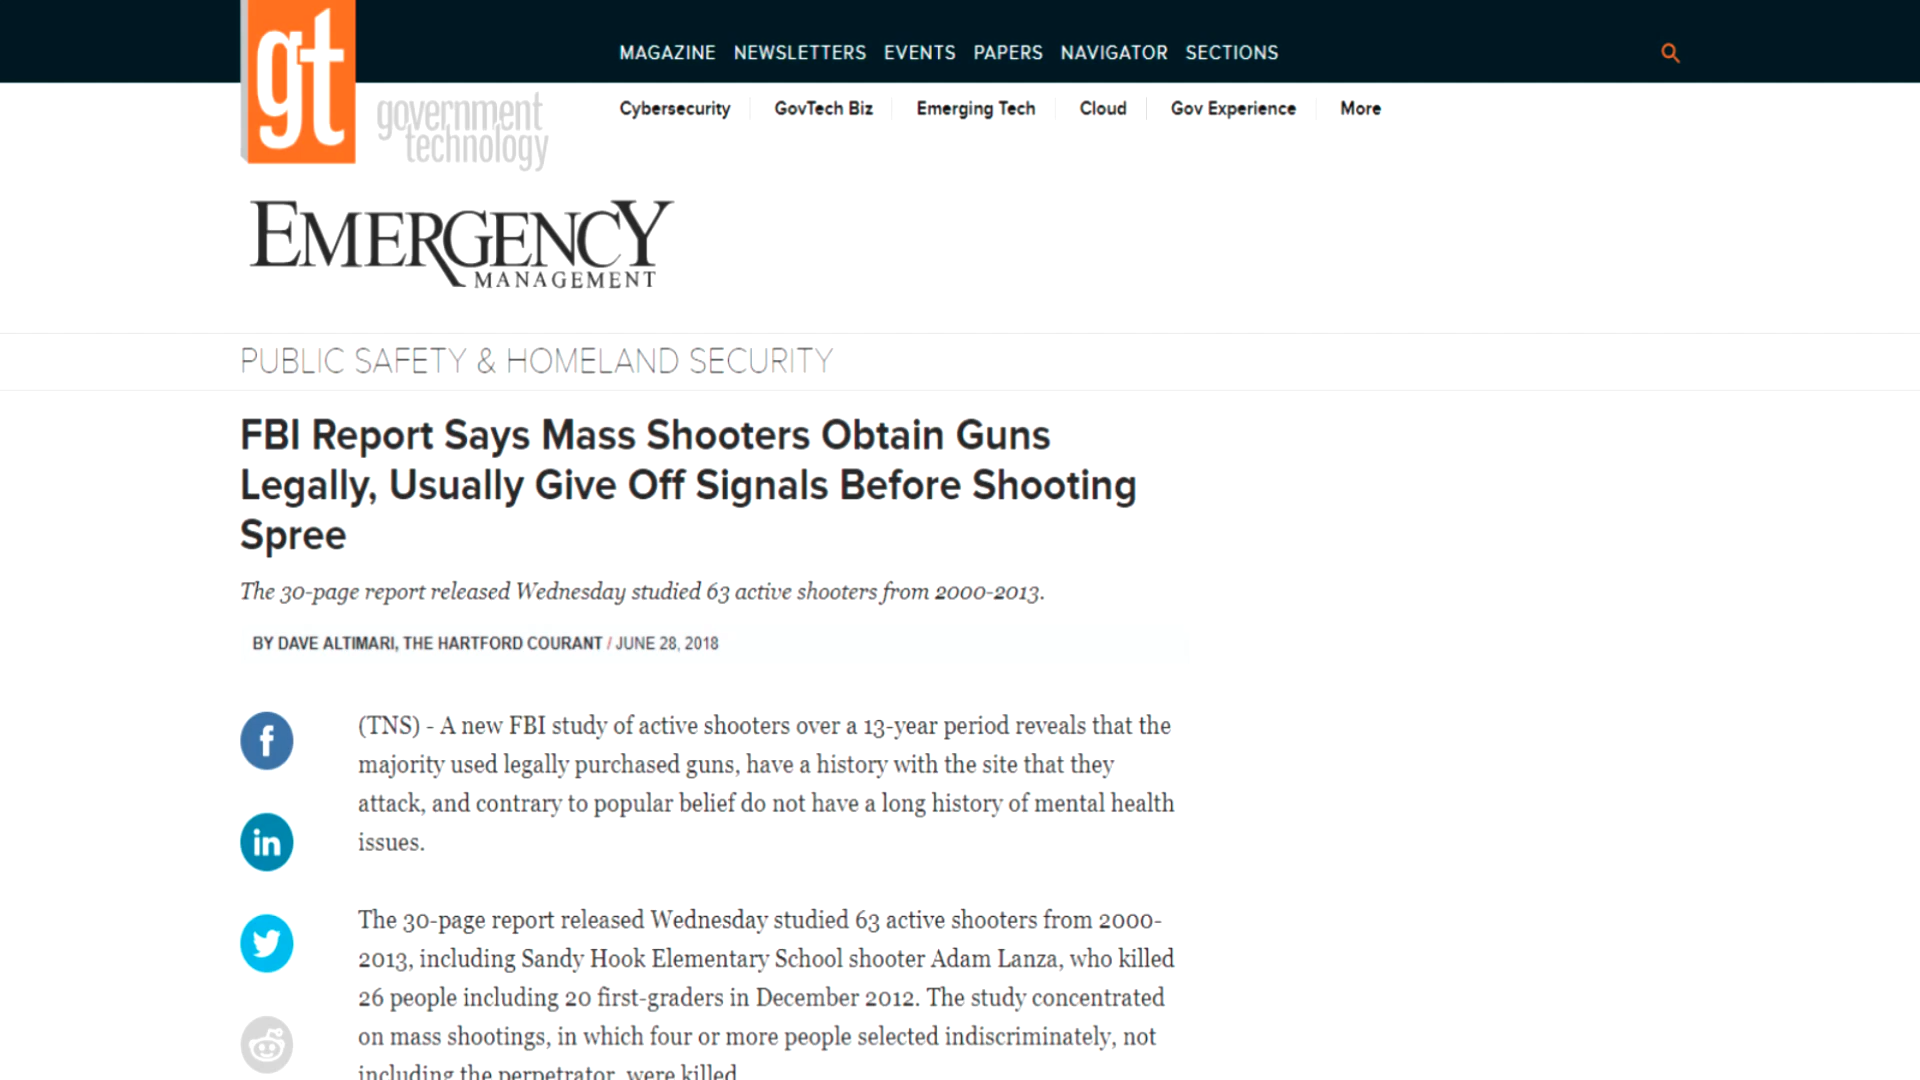 gt
government
technology
MAGAZINE NEWSLETTERS EVENTS PAPERS NAVIGATOR SECTIONS
Cybersecurity GovTech Biz Emerging Tech Cloud Gov Experience More
EMERGENCY
MANAGEMENT
PUBLIC SAFETY & HOMELAND SECURITY
FBI Report Says Mass Shooters Obtain Guns
Legally, Usually Give Off Signals Before Shooting
Spree
The 30-page report released Wednesday studied 63 active shooters from 2000-2013.
BY DAVE ALTIMARI, THE HARTFORD COURANT / JUNE 28, 2018
(TNS) - A new FBI study of active shooters over a 13-year period reveals that the
majority used legally purchased guns, have a history with the site that they
attack, and contrary to popular belief do not have a long history of mental health
issues.
The 30-page report released Wednesday studied 63 active shooters from 2000-
2013, including Sandy Hook Elementary School shooter Adam Lanza, who killed
26 people including 20 first-graders in December 2012. The study concentrated
on mass shootings, in which four or more people selected indiscriminately, not
including the perpetrator, were killed